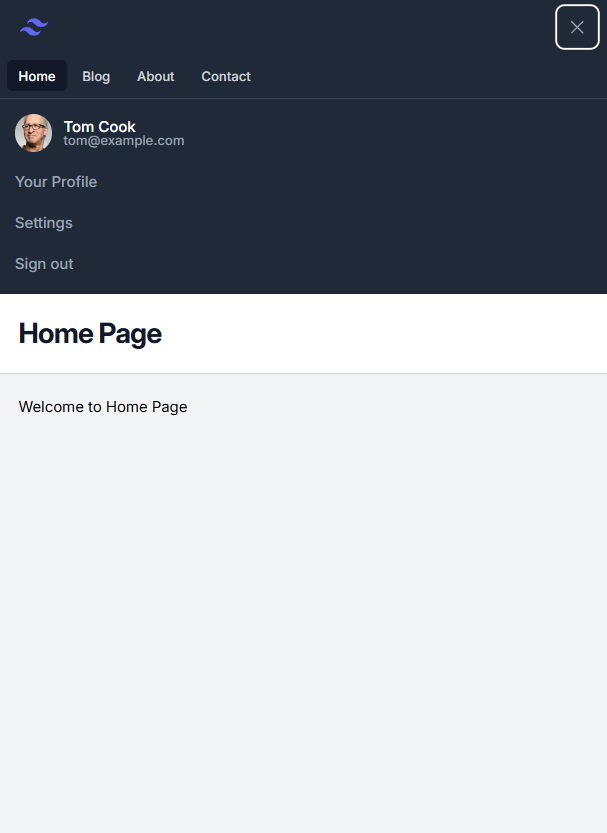 Home Blog About Contact
Tom Cook
tom@example.com
Your Profile
Settings
Sign out
Home Page
Welcome to Home Page